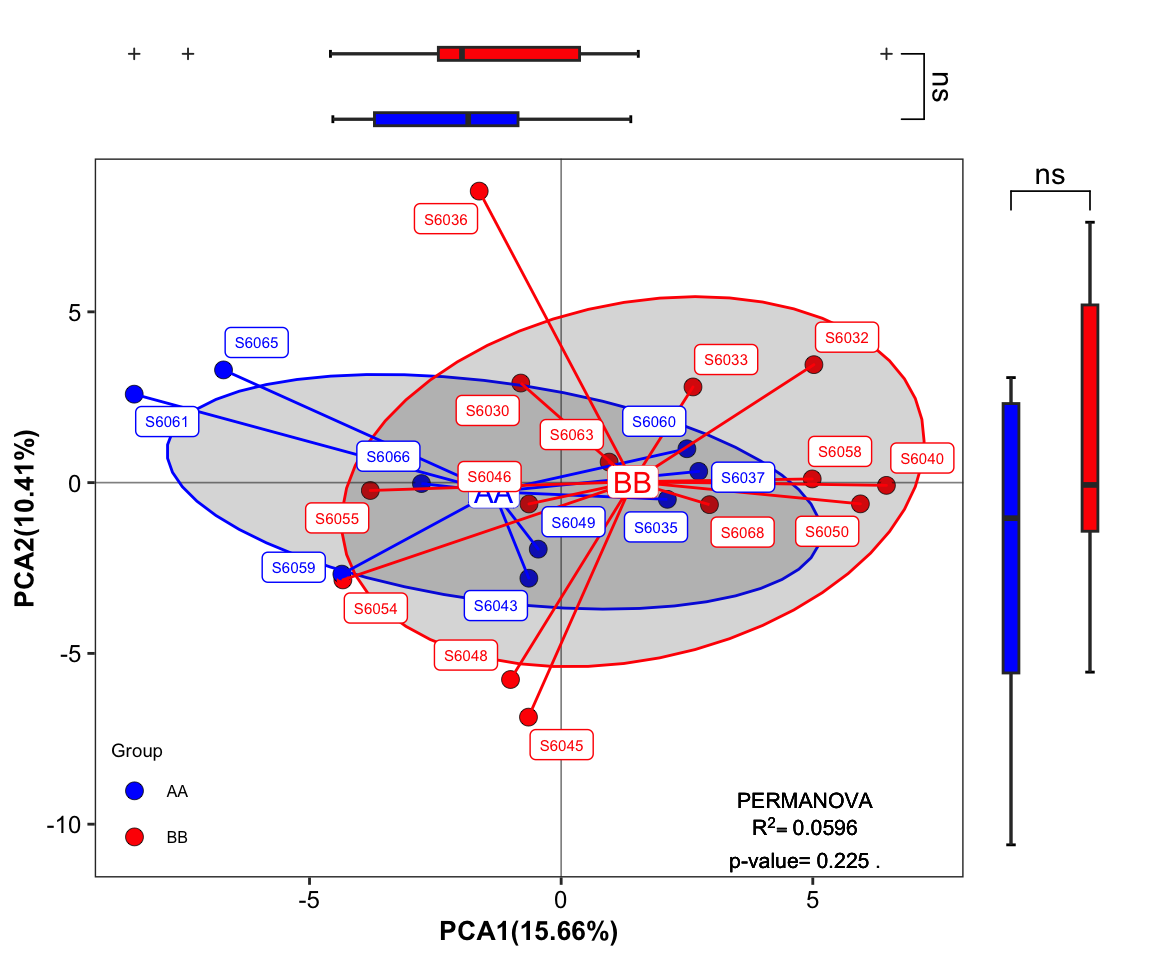 + + +
ns
ns
S6036
S6065
S6032
S6033
S6061
S6030
S6060
S6063
S6066
S6058
S6040
S6046
S6037
BB
AA
S6055
S6049
S6035
S6068
S6050
S6059
S6054
S6043
S6048
S6045
5
0
-5
-10
PCA2(10.41%)
Group
AA
BB
PERMANOVA
R²= 0.0596
p-value= 0.225 .
-5 0 5
PCA1(15.66%)